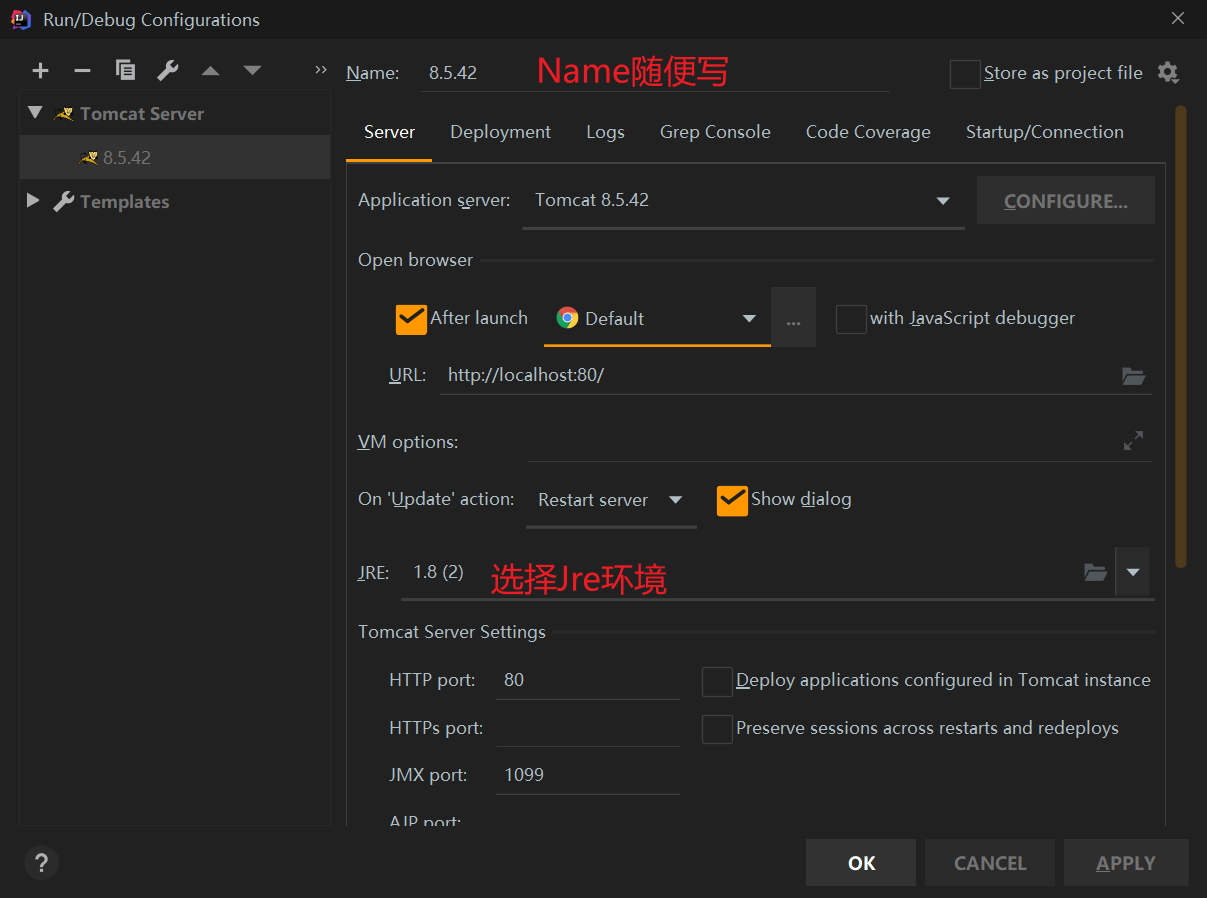 Run/Debug Configurations
Name: 8.5.42 Name随便写 Store as project file
Tomcat Server
8.5.42
Templates
Server Deployment Logs Grep Console Code Coverage Startup/Connection
Application server: Tomcat 8.5.42 CONFIGURE...
Open browser
After launch Default ... with JavaScript debugger
URL: http://localhost:80/
VM options:
On 'Update' action: Restart server Show dialog
JRE: 1.8 (2) 选择Jre环境
Tomcat Server Settings
HTTP port: 80 Deploy applications configured in Tomcat instance
HTTPs port: Preserve sessions across restarts and redeploys
JMX port: 1099
AJP port:
? OK CANCEL APPLY